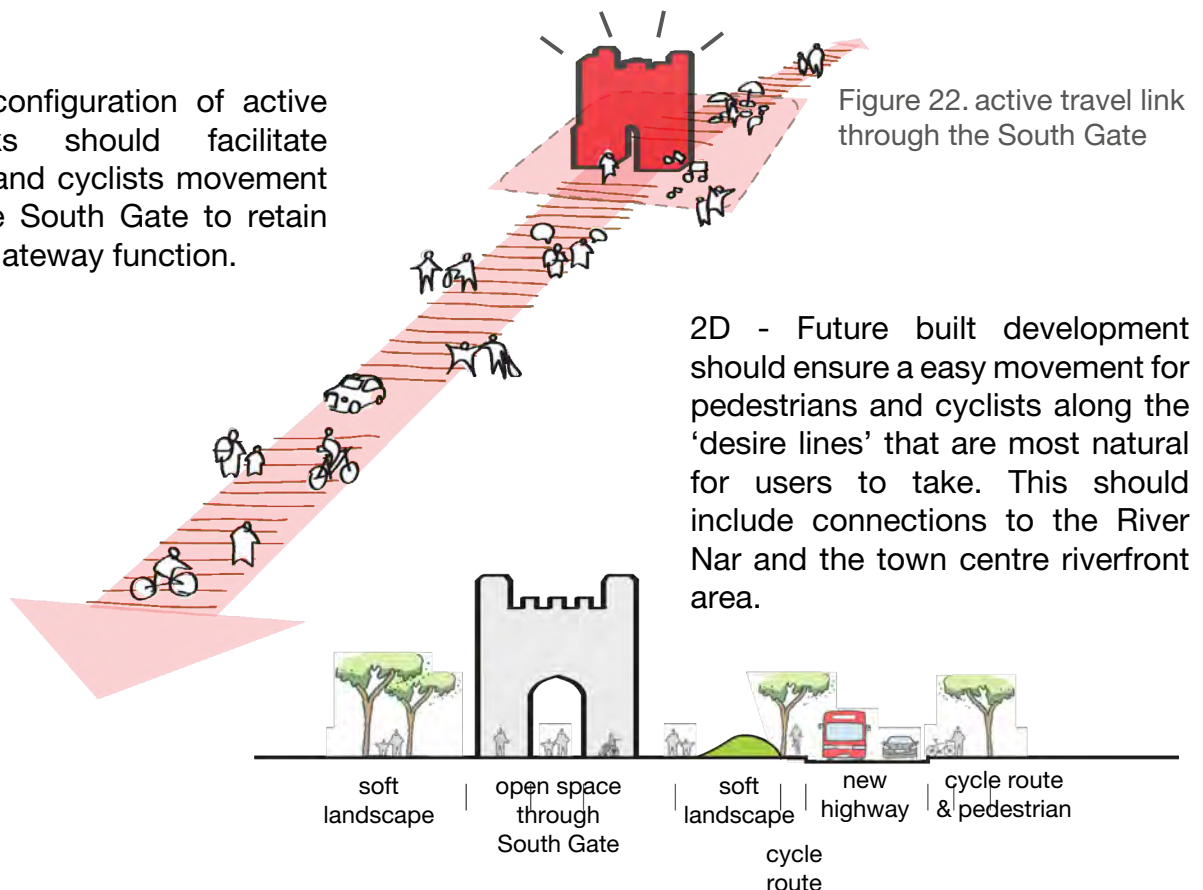 configuration of active
ks should facilitate
and cyclists movement
e South Gate to retain
ateway function.
Figure 22. active travel link
through the South Gate
2D - Future built development
should ensure a easy movement for
pedestrians and cyclists along the
‘desire lines’ that are most natural
for users to take. This should
include connections to the River
Nar and the town centre riverfront
area.
soft
landscape
open space
through
South Gate
soft
landscape
cycle
route
new
highway
cycle route
& pedestrian